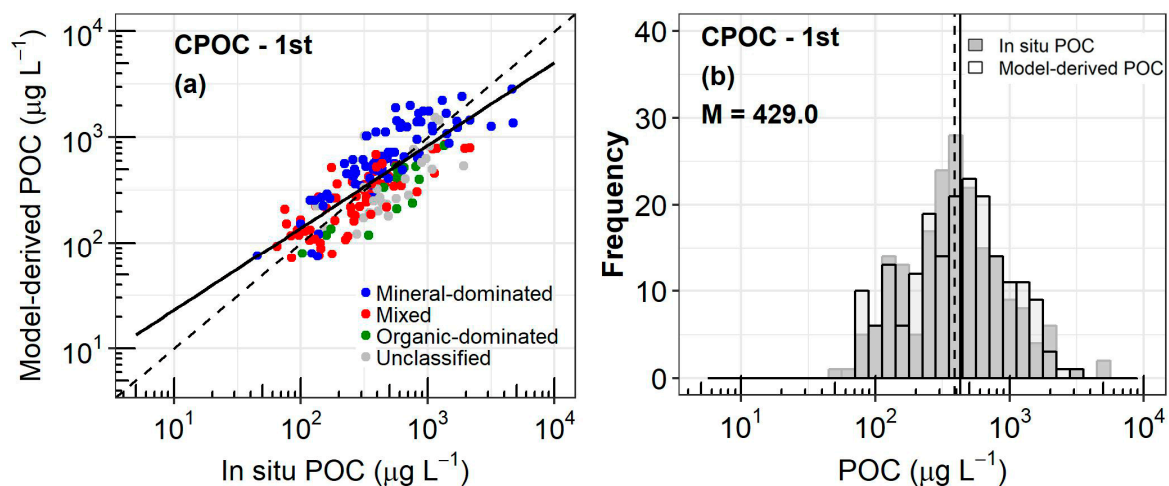 CPOC - 1st
(a)
Model-derived POC (µg L⁻¹)
10⁴
10³
10²
10¹
Mineral-dominated
Mixed
Organic-dominated
Unclassified
10¹ 10² 10³ 10⁴
In situ POC (µg L⁻¹)
CPOC - 1st
(b)
M = 429.0
In situ POC
Model-derived POC
Frequency
40
30
20
10
0
10¹ 10² 10³ 10⁴
POC (µg L⁻¹)